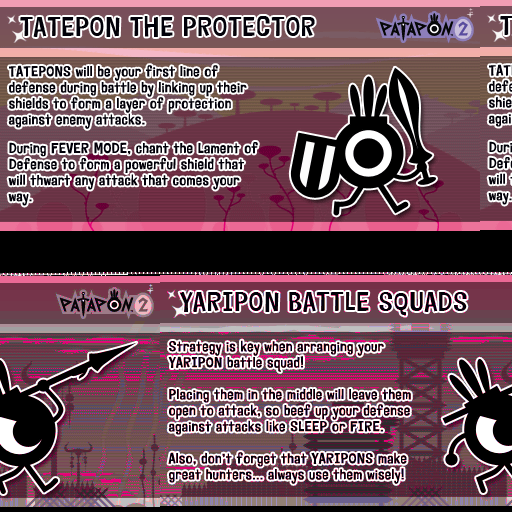 TATEPON THE PROTECTOR
PATAPON 2
TATEPONS will be your first line of
defense during battle by linking up their
shields to form a layer of protection
against enemy attacks.
During FEVER MODE, chant the Lament of
Defense to form a powerful shield that
will thwart any attack that comes your
way.
PATAPON 2
YARIPON BATTLE SQUADS
Strategy is key when arranging your
YARIPON battle squad!
Placing them in the middle will leave them
open to attack, so beef up your defense
against attacks like SLEEP or FIRE.
Also, don't forget that YARIPONS make
great hunters... always use them wisely!